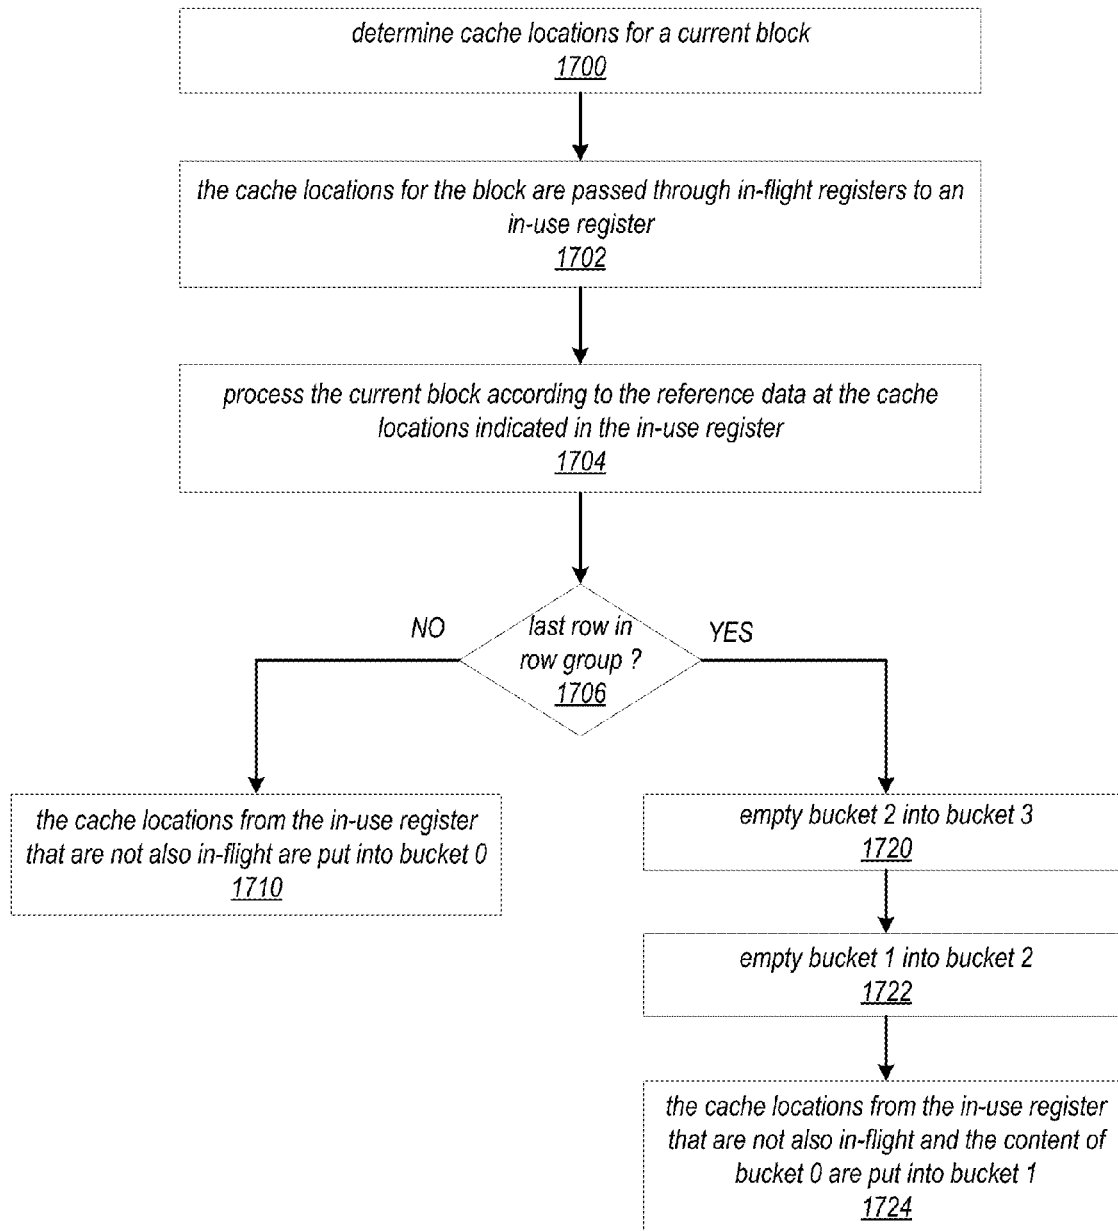 determine cache locations for a current block
1700
the cache locations for the block are passed through in-flight registers to an
in-use register
1702
process the current block according to the reference data at the cache
locations indicated in the in-use register
1704
NO
last row in
row group ?
1706
YES
the cache locations from the in-use register
that are not also in-flight are put into bucket 0
1710
empty bucket 2 into bucket 3
1720
empty bucket 1 into bucket 2
1722
the cache locations from the in-use register
that are not also in-flight and the content of
bucket 0 are put into bucket 1
1724